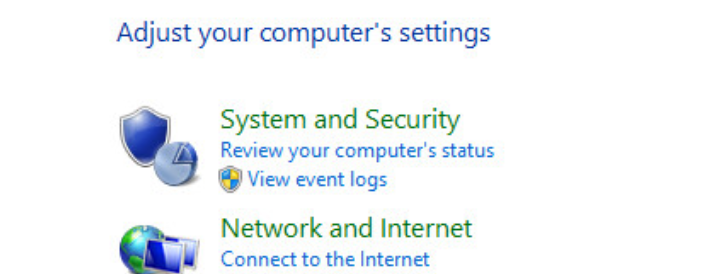 Adjust your computer's settings
System and Security
Review your computer's status
View event logs
Network and Internet
Connect to the Internet